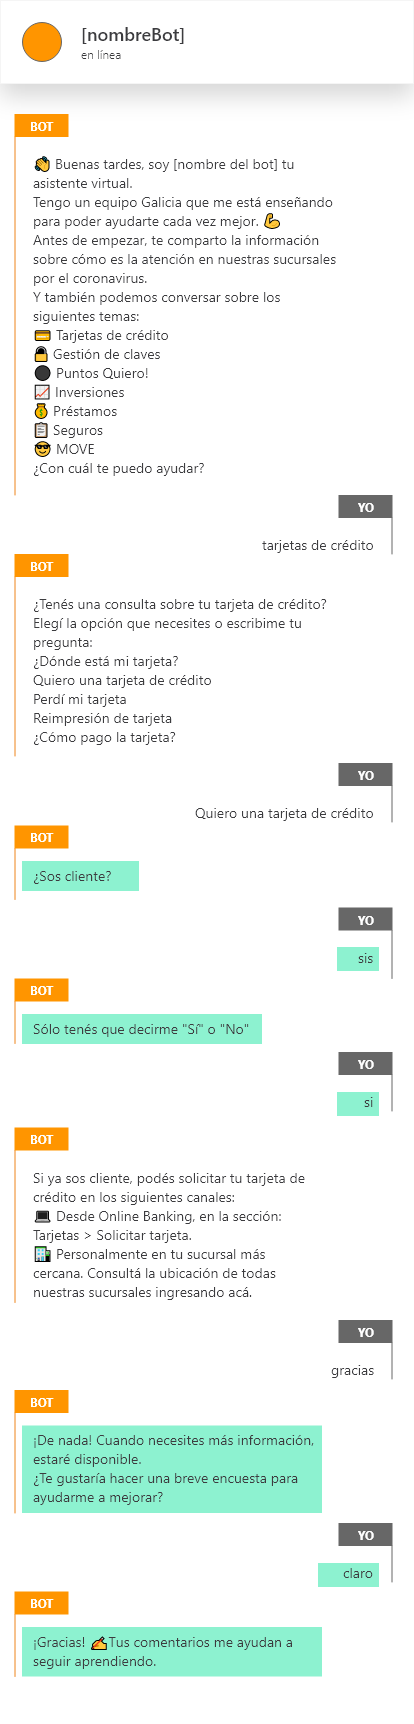 [nombreBot]
en línea
BOT
👏 Buenas tardes, soy [nombre del bot] tu
asistente virtual.
Tengo un equipo Galicia que me está enseñando
para poder ayudarte cada vez mejor. 💪
Antes de empezar, te comparto la información
sobre cómo es la atención en nuestras sucursales
por el coronavirus.
Y también podemos conversar sobre los
siguientes temas:
💳 Tarjetas de crédito
🔒 Gestión de claves
⚫ Puntos Quiero!
📈 Inversiones
💰 Préstamos
📋 Seguros
😎 MOVE
¿Con cuál te puedo ayudar?
YO
tarjetas de crédito
BOT
¿Tenés una consulta sobre tu tarjeta de crédito?
Elegí la opción que necesites o escribime tu
pregunta:
¿Dónde está mi tarjeta?
Quiero una tarjeta de crédito
Perdí mi tarjeta
Reimpresión de tarjeta
¿Cómo pago la tarjeta?
YO
Quiero una tarjeta de crédito
BOT
¿Sos cliente?
YO
sis
BOT
Sólo tenés que decirme "Sí" o "No"
YO
si
BOT
Si ya sos cliente, podés solicitar tu tarjeta de
crédito en los siguientes canales:
💻 Desde Online Banking, en la sección:
Tarjetas > Solicitar tarjeta.
🏧 Personalmente en tu sucursal más
cercana. Consultá la ubicación de todas
nuestras sucursales ingresando acá.
YO
gracias
BOT
¡De nada! Cuando necesites más información,
estaré disponible.
¿Te gustaría hacer una breve encuesta para
ayudarme a mejorar?
YO
claro
BOT
¡Gracias! ✍Tus comentarios me ayudan a
seguir aprendiendo.